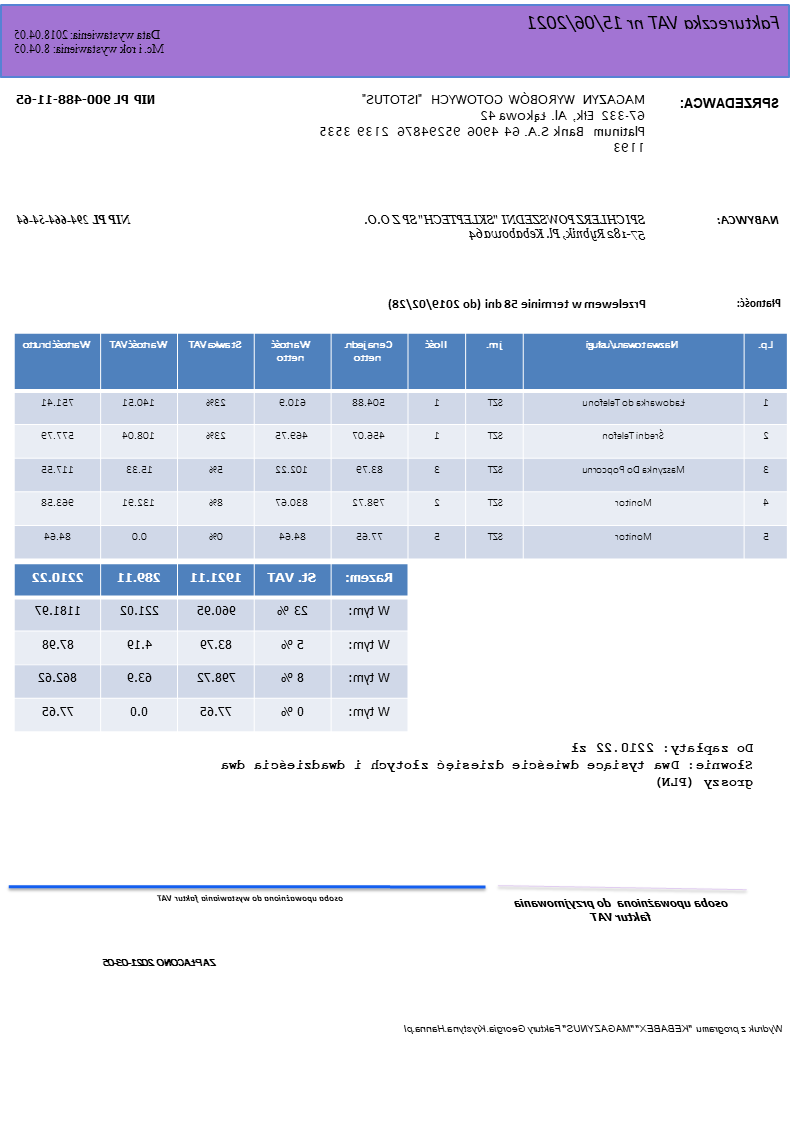 Faktureczka VAT nr 15/06/2021
Data wystawienia: 2018.04.05
Mc. i rok wystawienia: 8.04.05
SPRZEDAWCA: MAGAZYN WYROBÓW GOTOWYCH "ISTOTUS" NIP PL 900-488-11-65
67-332 Ełk, Al. Łąkowa 42
Platinum Bank S.A. 64 4906 95294876 2139 3535
1193
NABYWCA: SPICHLERZ POWSZEDNI "SKLEPTECH" SP Z O.O. NIP PL 294-664-54-64
57-182 Rybnik, Pl. Kebabowa 64
Płatność: Przelewem w terminie 58 dni (do 2019/02/28)
Lp. Nazwa towaru/usługi jm. Ilość Cena jedn. netto Wartość netto Stawka VAT Wartość VAT Wartość brutto
1 Ładowarka do Telefonu SZT 1 504.88 610.9 23% 140.51 751.41
2 Średni Telefon SZT 1 456.07 469.75 23% 108.04 577.79
3 Maszynka Do Popcornu SZT 3 83.79 102.22 5% 15.33 117.55
4 Monitor SZT 2 798.72 830.67 8% 132.91 963.58
5 Monitor SZT 5 77.65 84.64 0% 0.0 84.64
Razem: St. VAT 1921.11 289.11 2210.22
W tym: 23 % 960.95 221.02 1181.97
W tym: 5 % 83.79 4.19 87.98
W tym: 8 % 798.72 63.9 862.62
W tym: 0 % 77.65 0.0 77.65
Do zapłaty: 2210.22 zł
Słownie: Dwa tysiące dwieście dziesięć złotych i dwadzieścia dwa
groszy (PLN)
osoba upoważniona do przyjmowania
faktur VAT
osoba upoważniona do wystawienia faktur VAT
ZAPŁACONO 2021-03-05
Wydruk z programu "KEBABEX""MAGAZYNUS" Faktury Georgia.Krystyna.Hanna.pl